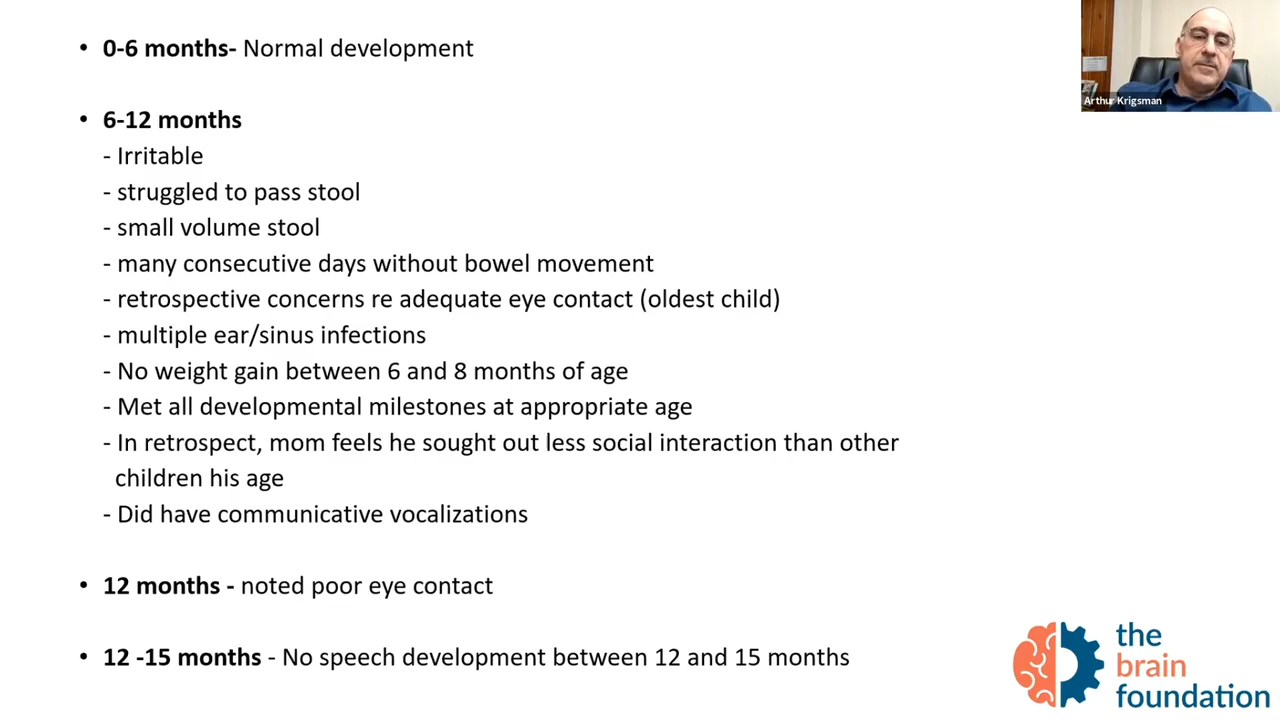 • 0-6 months- Normal development
• 6-12 months
- Irritable
- struggled to pass stool
- small volume stool
- many consecutive days without bowel movement
- retrospective concerns re adequate eye contact (oldest child)
- multiple ear/sinus infections
- No weight gain between 6 and 8 months of age
- Met all developmental milestones at appropriate age
- In retrospect, mom feels he sought out less social interaction than other
children his age
- Did have communicative vocalizations
• 12 months - noted poor eye contact
• 12 -15 months - No speech development between 12 and 15 months
Arthur Krigsman
the
brain
foundation